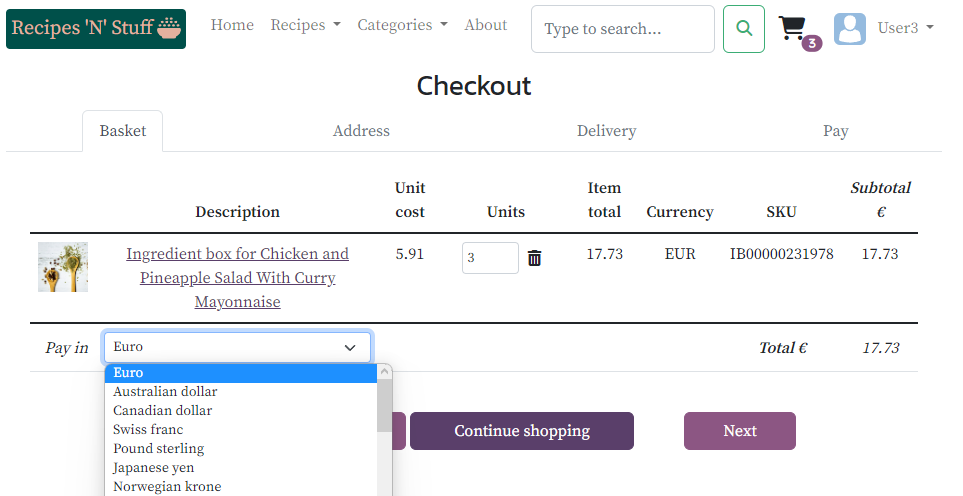 Recipes 'N' Stuff
Home Recipes Categories About
Type to search...
3
User3
Checkout
Basket Address Delivery Pay
Description Unit cost Units Item total Currency SKU Subtotal €
Ingredient box for Chicken and
Pineapple Salad With Curry
Mayonnaise
5.91 3 17.73 EUR IB00000231978 17.73
Pay in Euro Total € 17.73
Euro
Australian dollar
Canadian dollar
Swiss franc
Pound sterling
Japanese yen
Norwegian krone
Continue shopping
Next